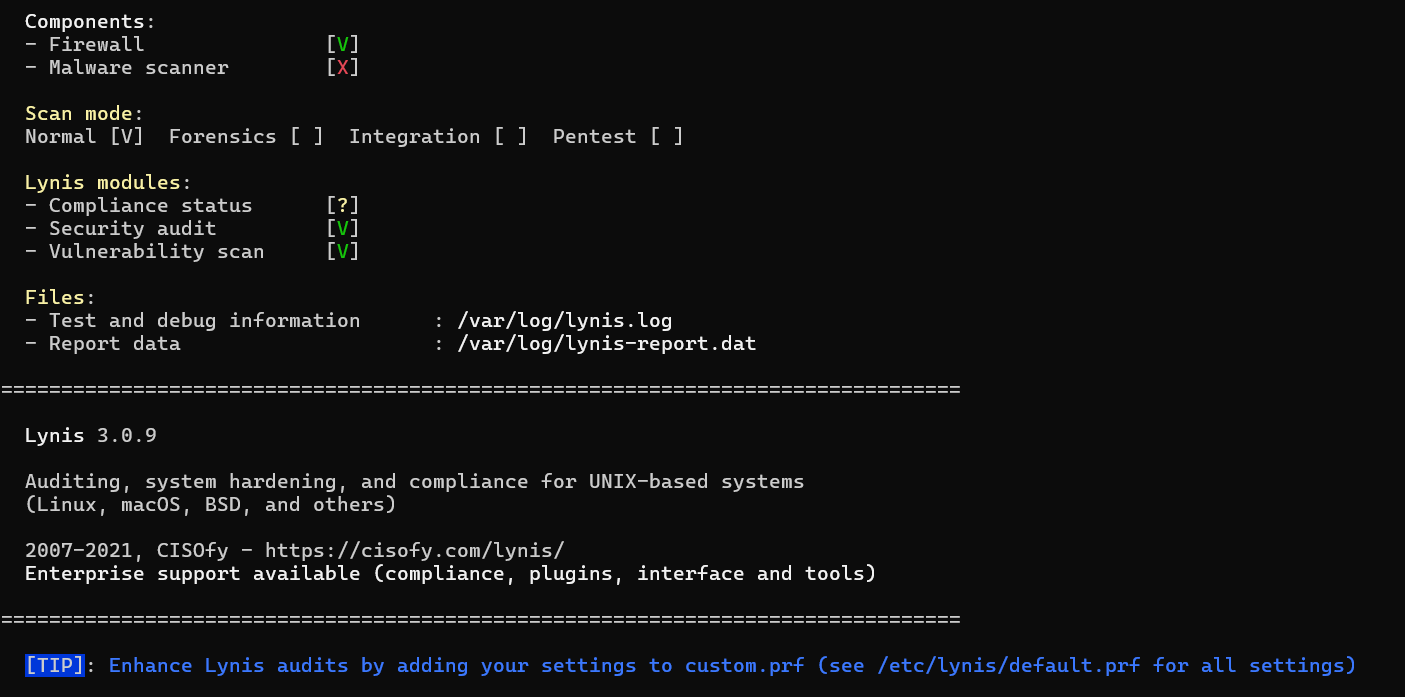 Components:
- Firewall [V]
- Malware scanner [X]
Scan mode:
Normal [V] Forensics [ ] Integration [ ] Pentest [ ]
Lynis modules:
- Compliance status [?]
- Security audit [V]
- Vulnerability scan [V]
Files:
- Test and debug information : /var/log/lynis.log
- Report data : /var/log/lynis-report.dat
================================================================================
Lynis 3.0.9
Auditing, system hardening, and compliance for UNIX-based systems
(Linux, macOS, BSD, and others)
2007-2021, CISOfy - https://cisofy.com/lynis/
Enterprise support available (compliance, plugins, interface and tools)
================================================================================
[TIP]: Enhance Lynis audits by adding your settings to custom.prf (see /etc/lynis/default.prf for all settings)